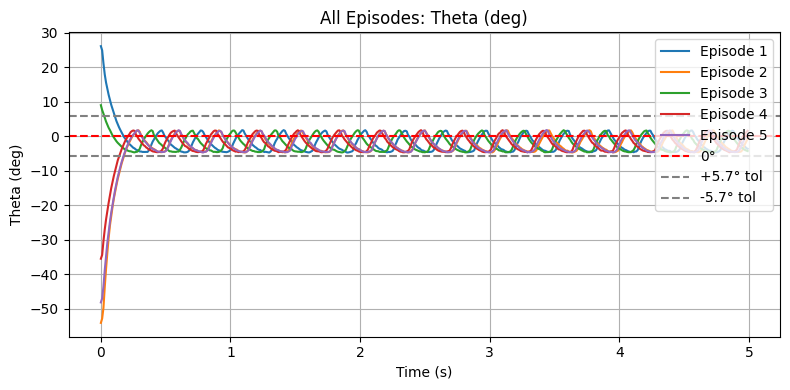 All Episodes: Theta (deg)
Theta (deg)
30
20
10
0
−10
−20
−30
−40
−50
0
1
2
3
4
5
Time (s)
Episode 1
Episode 2
Episode 3
Episode 4
Episode 5
0°
+5.7° tol
-5.7° tol